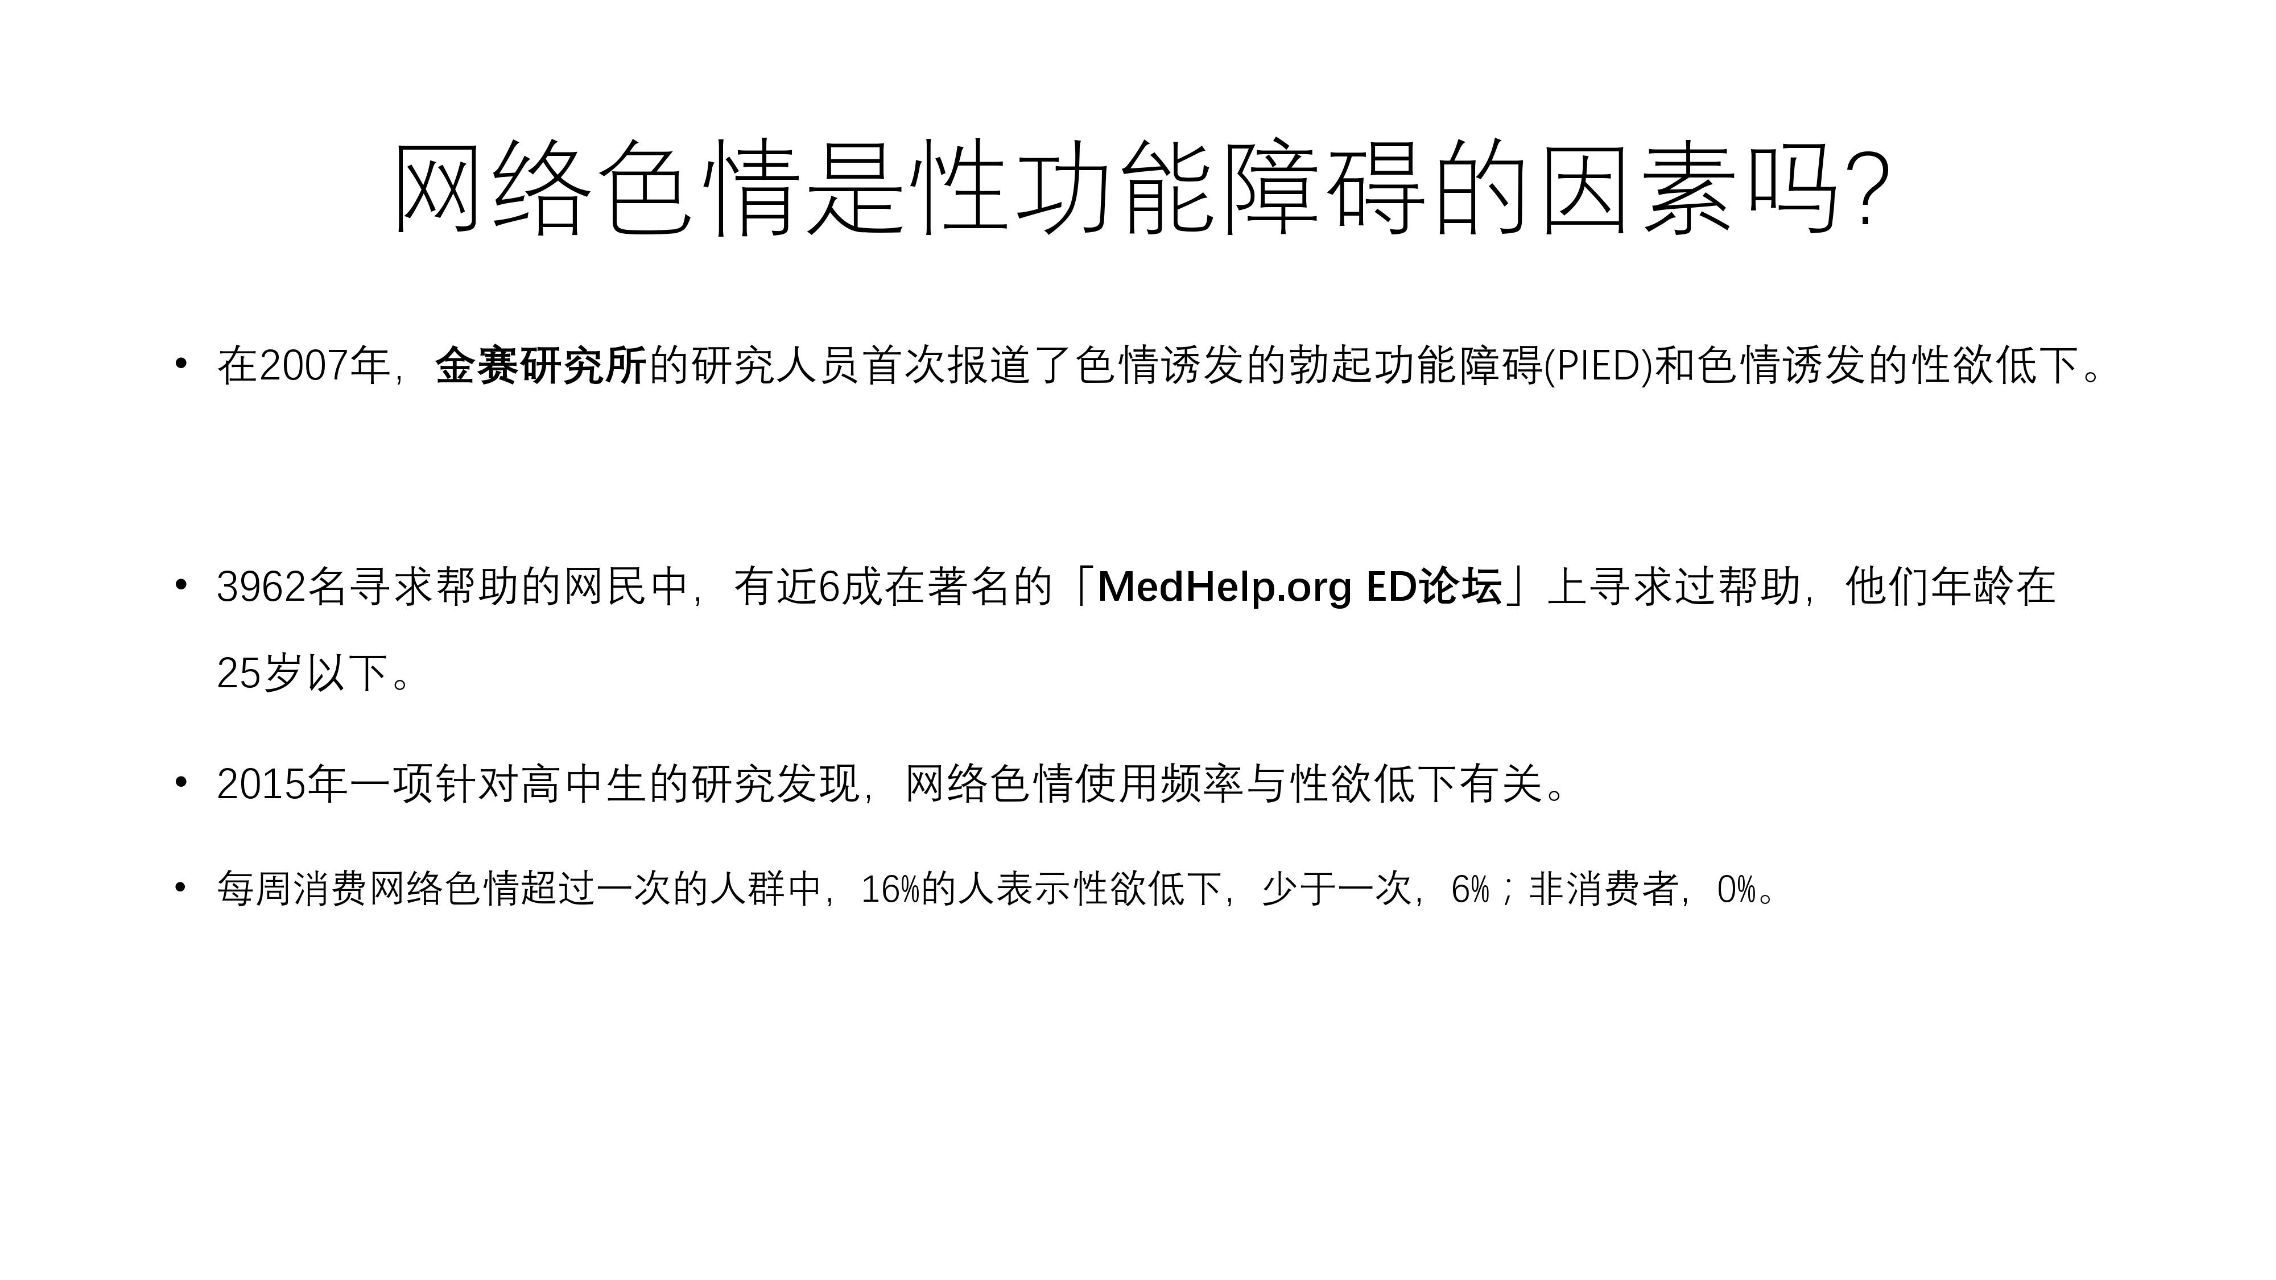 网络色情是性功能障碍的因素吗?
• 在2007年，金赛研究所的研究人员首次报道了色情诱发的勃起功能障碍(PIED)和色情诱发的性欲低下。
• 3962名寻求帮助的网民中，有近6成在著名的「MedHelp.org ED论坛」上寻求过帮助，他们年龄在
25岁以下。
• 2015年一项针对高中生的研究发现，网络色情使用频率与性欲低下有关。
• 每周消费网络色情超过一次的人群中，16%的人表示性欲低下，少于一次，6%；非消费者，0%。